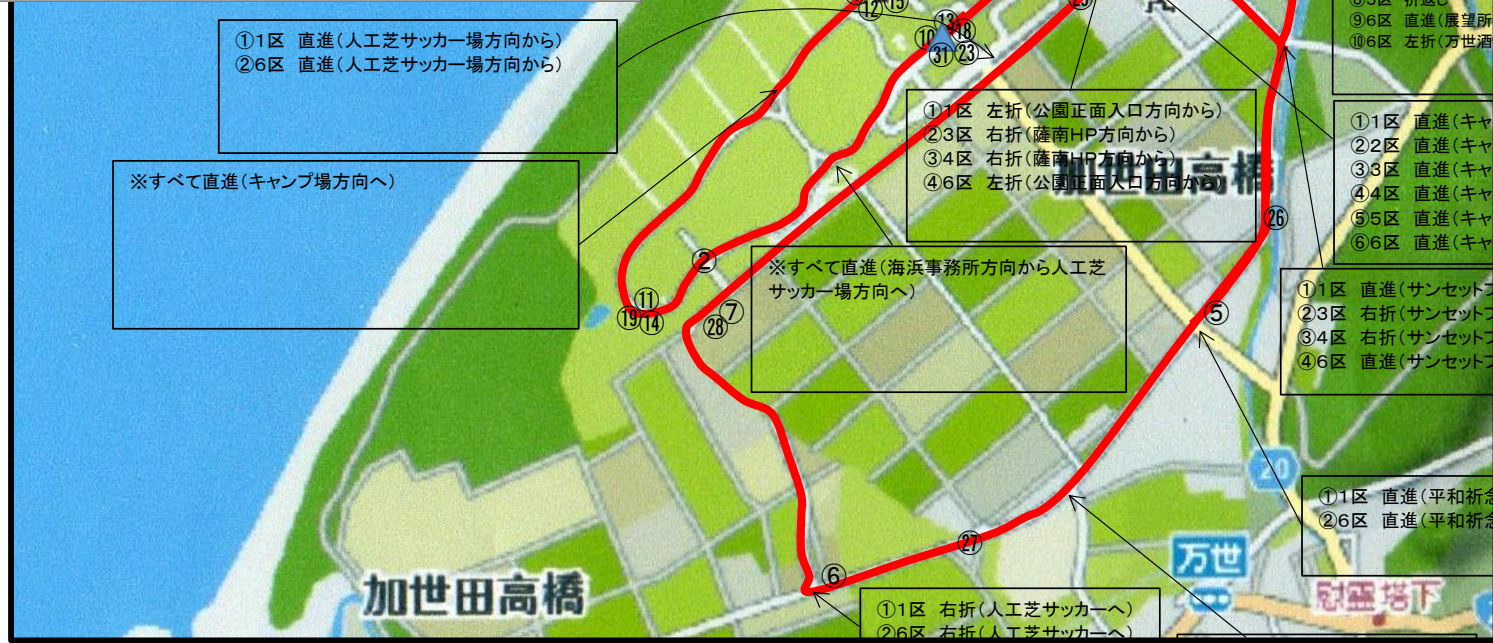 ①1区 直進(人工芝サッカー場方向から)
②6区 直進(人工芝サッカー場方向から)
※すべて直進(キャンプ場方向へ)
①1区 左折(公園正面入口方向から)
②3区 右折(薩南HP方向から)
③4区 右折(薩南HP方向から)
④6区 左折(公園正面入口方向から)
※すべて直進(海浜事務所方向から人工芝
サッカー場方向へ)
⑨6区 直進(展望所
⑩6区 左折(万世酒
①1区 直進(キャ
②2区 直進(キャ
③3区 直進(キャ
④4区 直進(キャ
⑤5区 直進(キャ
⑥6区 直進(キャ
①1区 直進(サンセットブ
②3区 右折(サンセットブ
③4区 右折(サンセットブ
④6区 直進(サンセットブ
①1区 直進(平和祈念
②6区 直進(平和祈念
①1区 右折(人工芝サッカーへ)
②6区 右折(人工芝サッカーへ)
加世田高橋
加世田高橋
万世
慰霊塔下
20
⑫
⑮
⑬
⑱
⑩
㉛
㉓
㉕
②
⑪
⑲
⑭
⑦
㉘
㉖
⑤
㉗
⑥